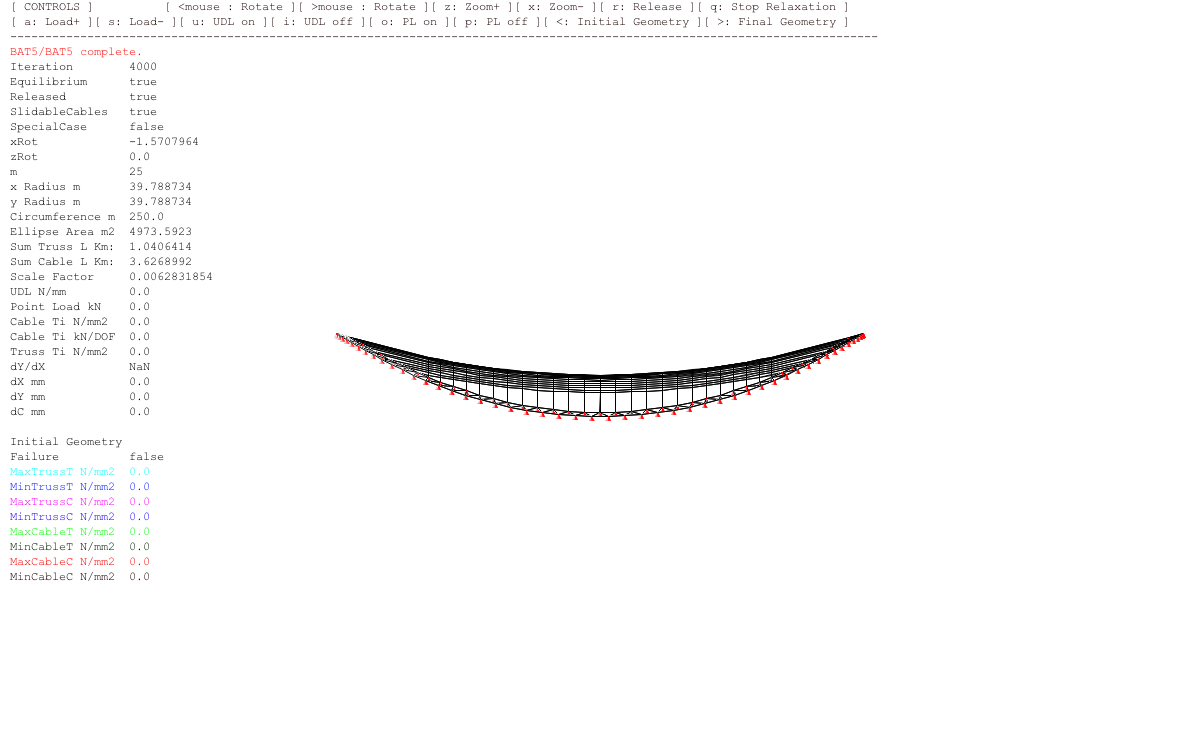 [ CONTROLS ] [ <mouse : Rotate ][ >mouse : Rotate ][ z: Zoom+ ][ x: Zoom- ][ r: Release ][ q: Stop Relaxation ]
[ a: Load+ ][ s: Load- ][ u: UDL on ][ i: UDL off ][ o: PL on ][ p: PL off ][ <: Initial Geometry ][ >: Final Geometry ]
----------------------------------------------------------------------------------------------------------------------------
BAT5/BAT5 complete.
Iteration 4000
Equilibrium true
Released true
SlidableCables true
SpecialCase false
xRot -1.5707964
zRot 0.0
m 25
x Radius m 39.788734
y Radius m 39.788734
Circumference m 250.0
Ellipse Area m2 4973.5923
Sum Truss L Km: 1.0406414
Sum Cable L Km: 3.6268992
Scale Factor 0.0062831854
UDL N/mm 0.0
Point Load kN 0.0
Cable Ti N/mm2 0.0
Cable Ti kN/DOF 0.0
Truss Ti N/mm2 0.0
dY/dX NaN
dX mm 0.0
dY mm 0.0
dC mm 0.0
Initial Geometry
Failure false
MaxTrussT N/mm2 0.0
MinTrussT N/mm2 0.0
MaxTrussC N/mm2 0.0
MinTrussC N/mm2 0.0
MaxCableT N/mm2 0.0
MinCableT N/mm2 0.0
MaxCableC N/mm2 0.0
MinCableC N/mm2 0.0